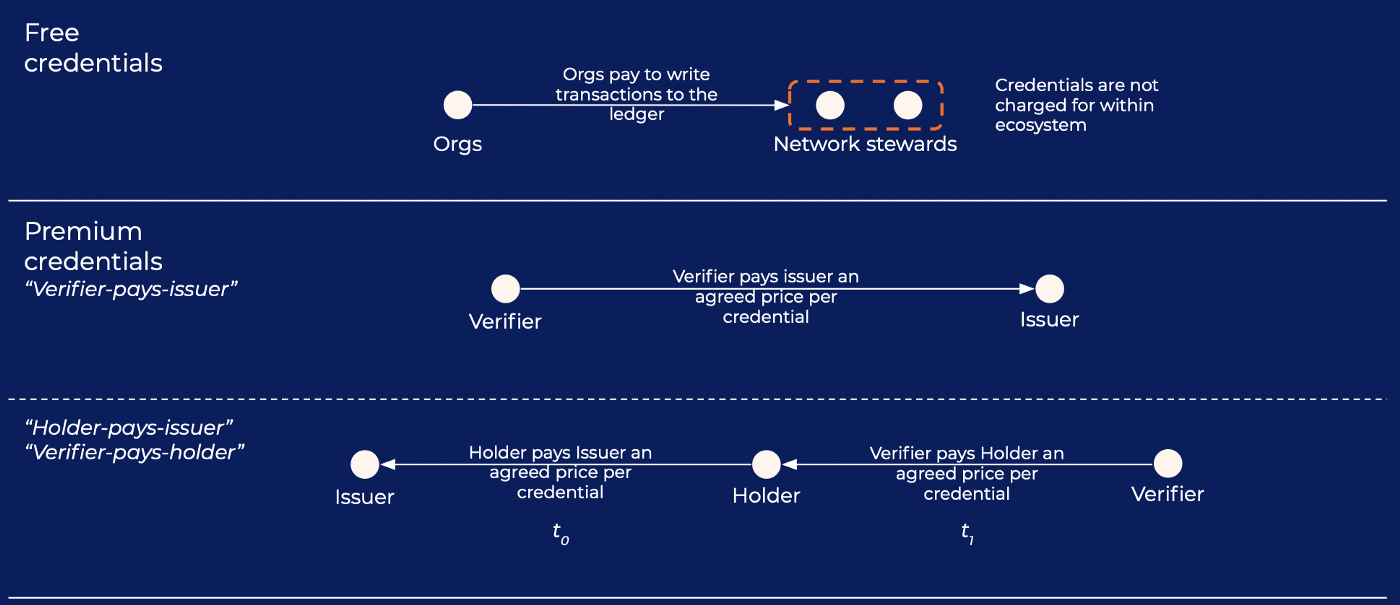 Free
credentials
Orgs pay to write
transactions to the
ledger
Orgs
Network stewards
Credentials are not
charged for within
ecosystem
Premium
credentials
“Verifier-pays-issuer”
Verifier pays issuer an
agreed price per
credential
Verifier
Issuer
“Holder-pays-issuer”
“Verifier-pays-holder”
Holder pays Issuer an
agreed price per
credential
Verifier pays Holder an
agreed price per
credential
Issuer
Holder
Verifier
t0
t1